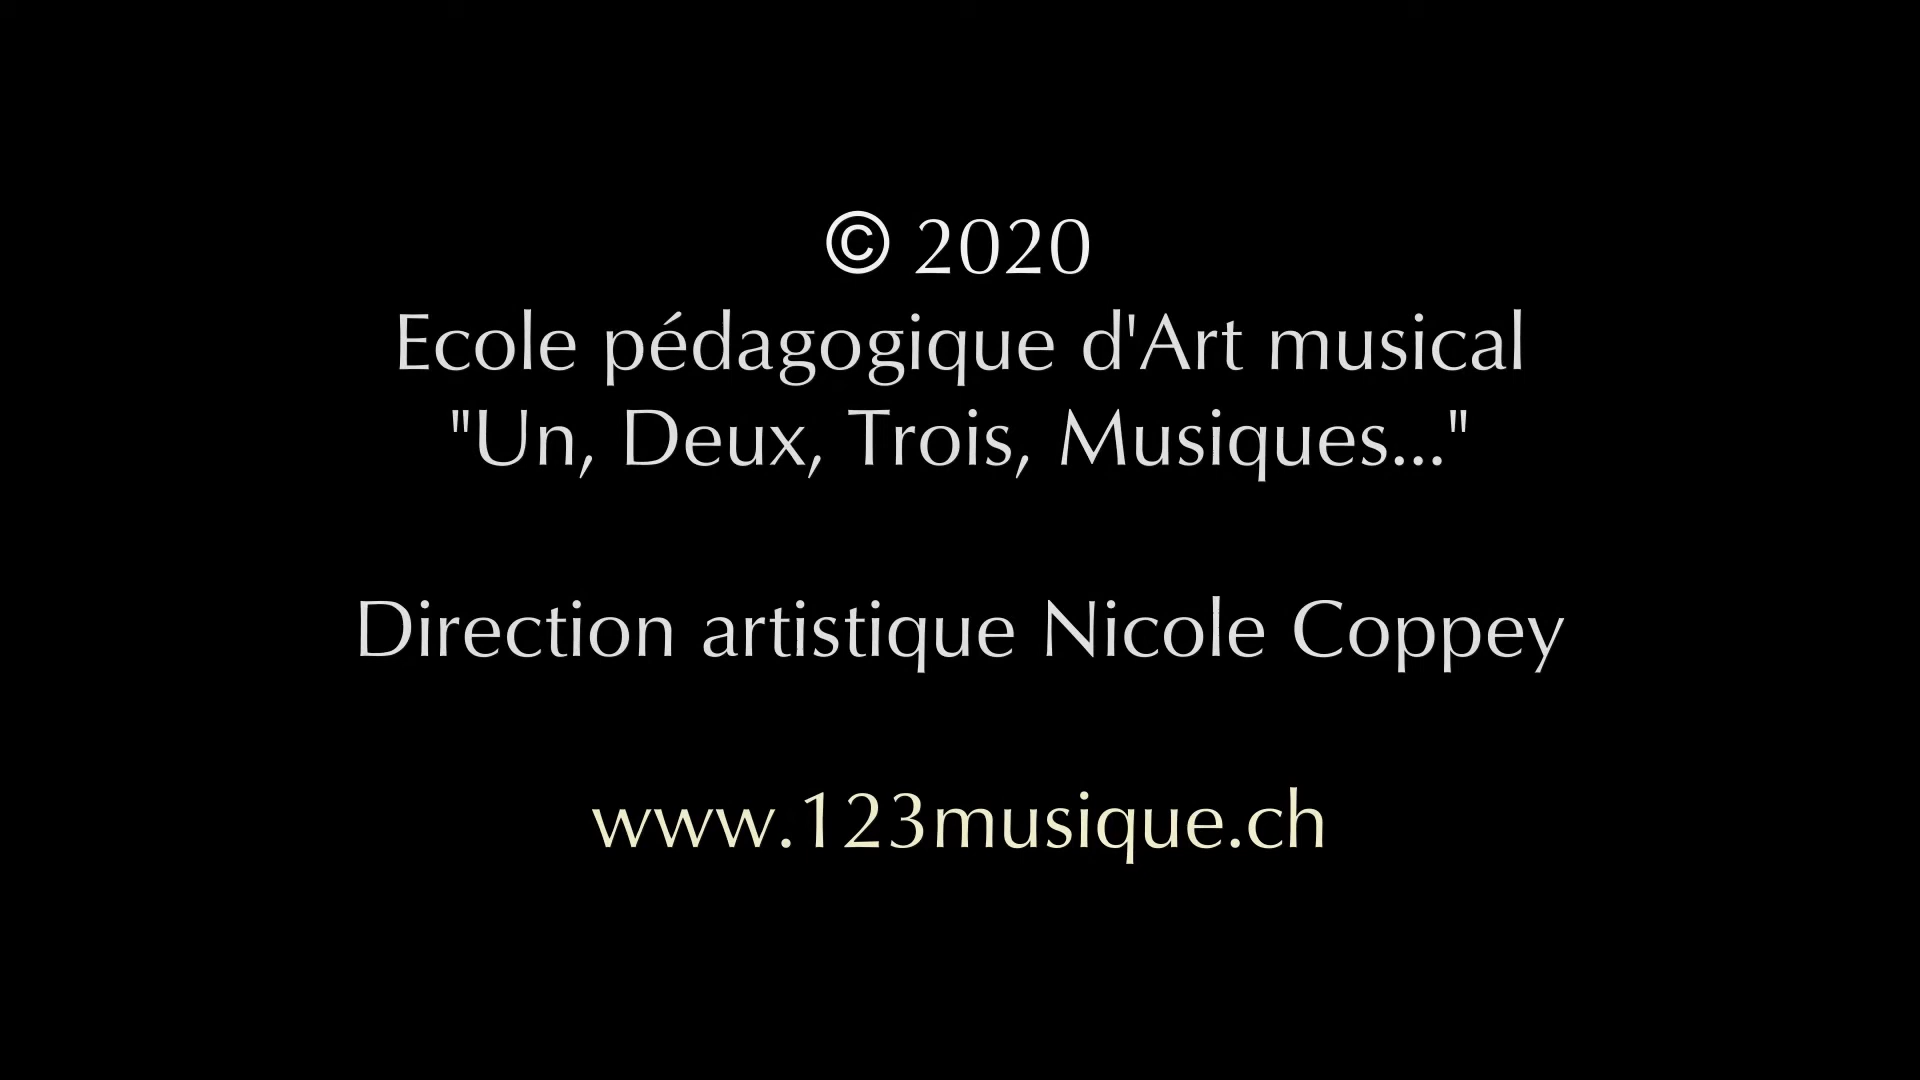 © 2020
Ecole pédagogique d'Art musical
"Un, Deux, Trois, Musiques..."
Direction artistique Nicole Coppey
www.123musique.ch